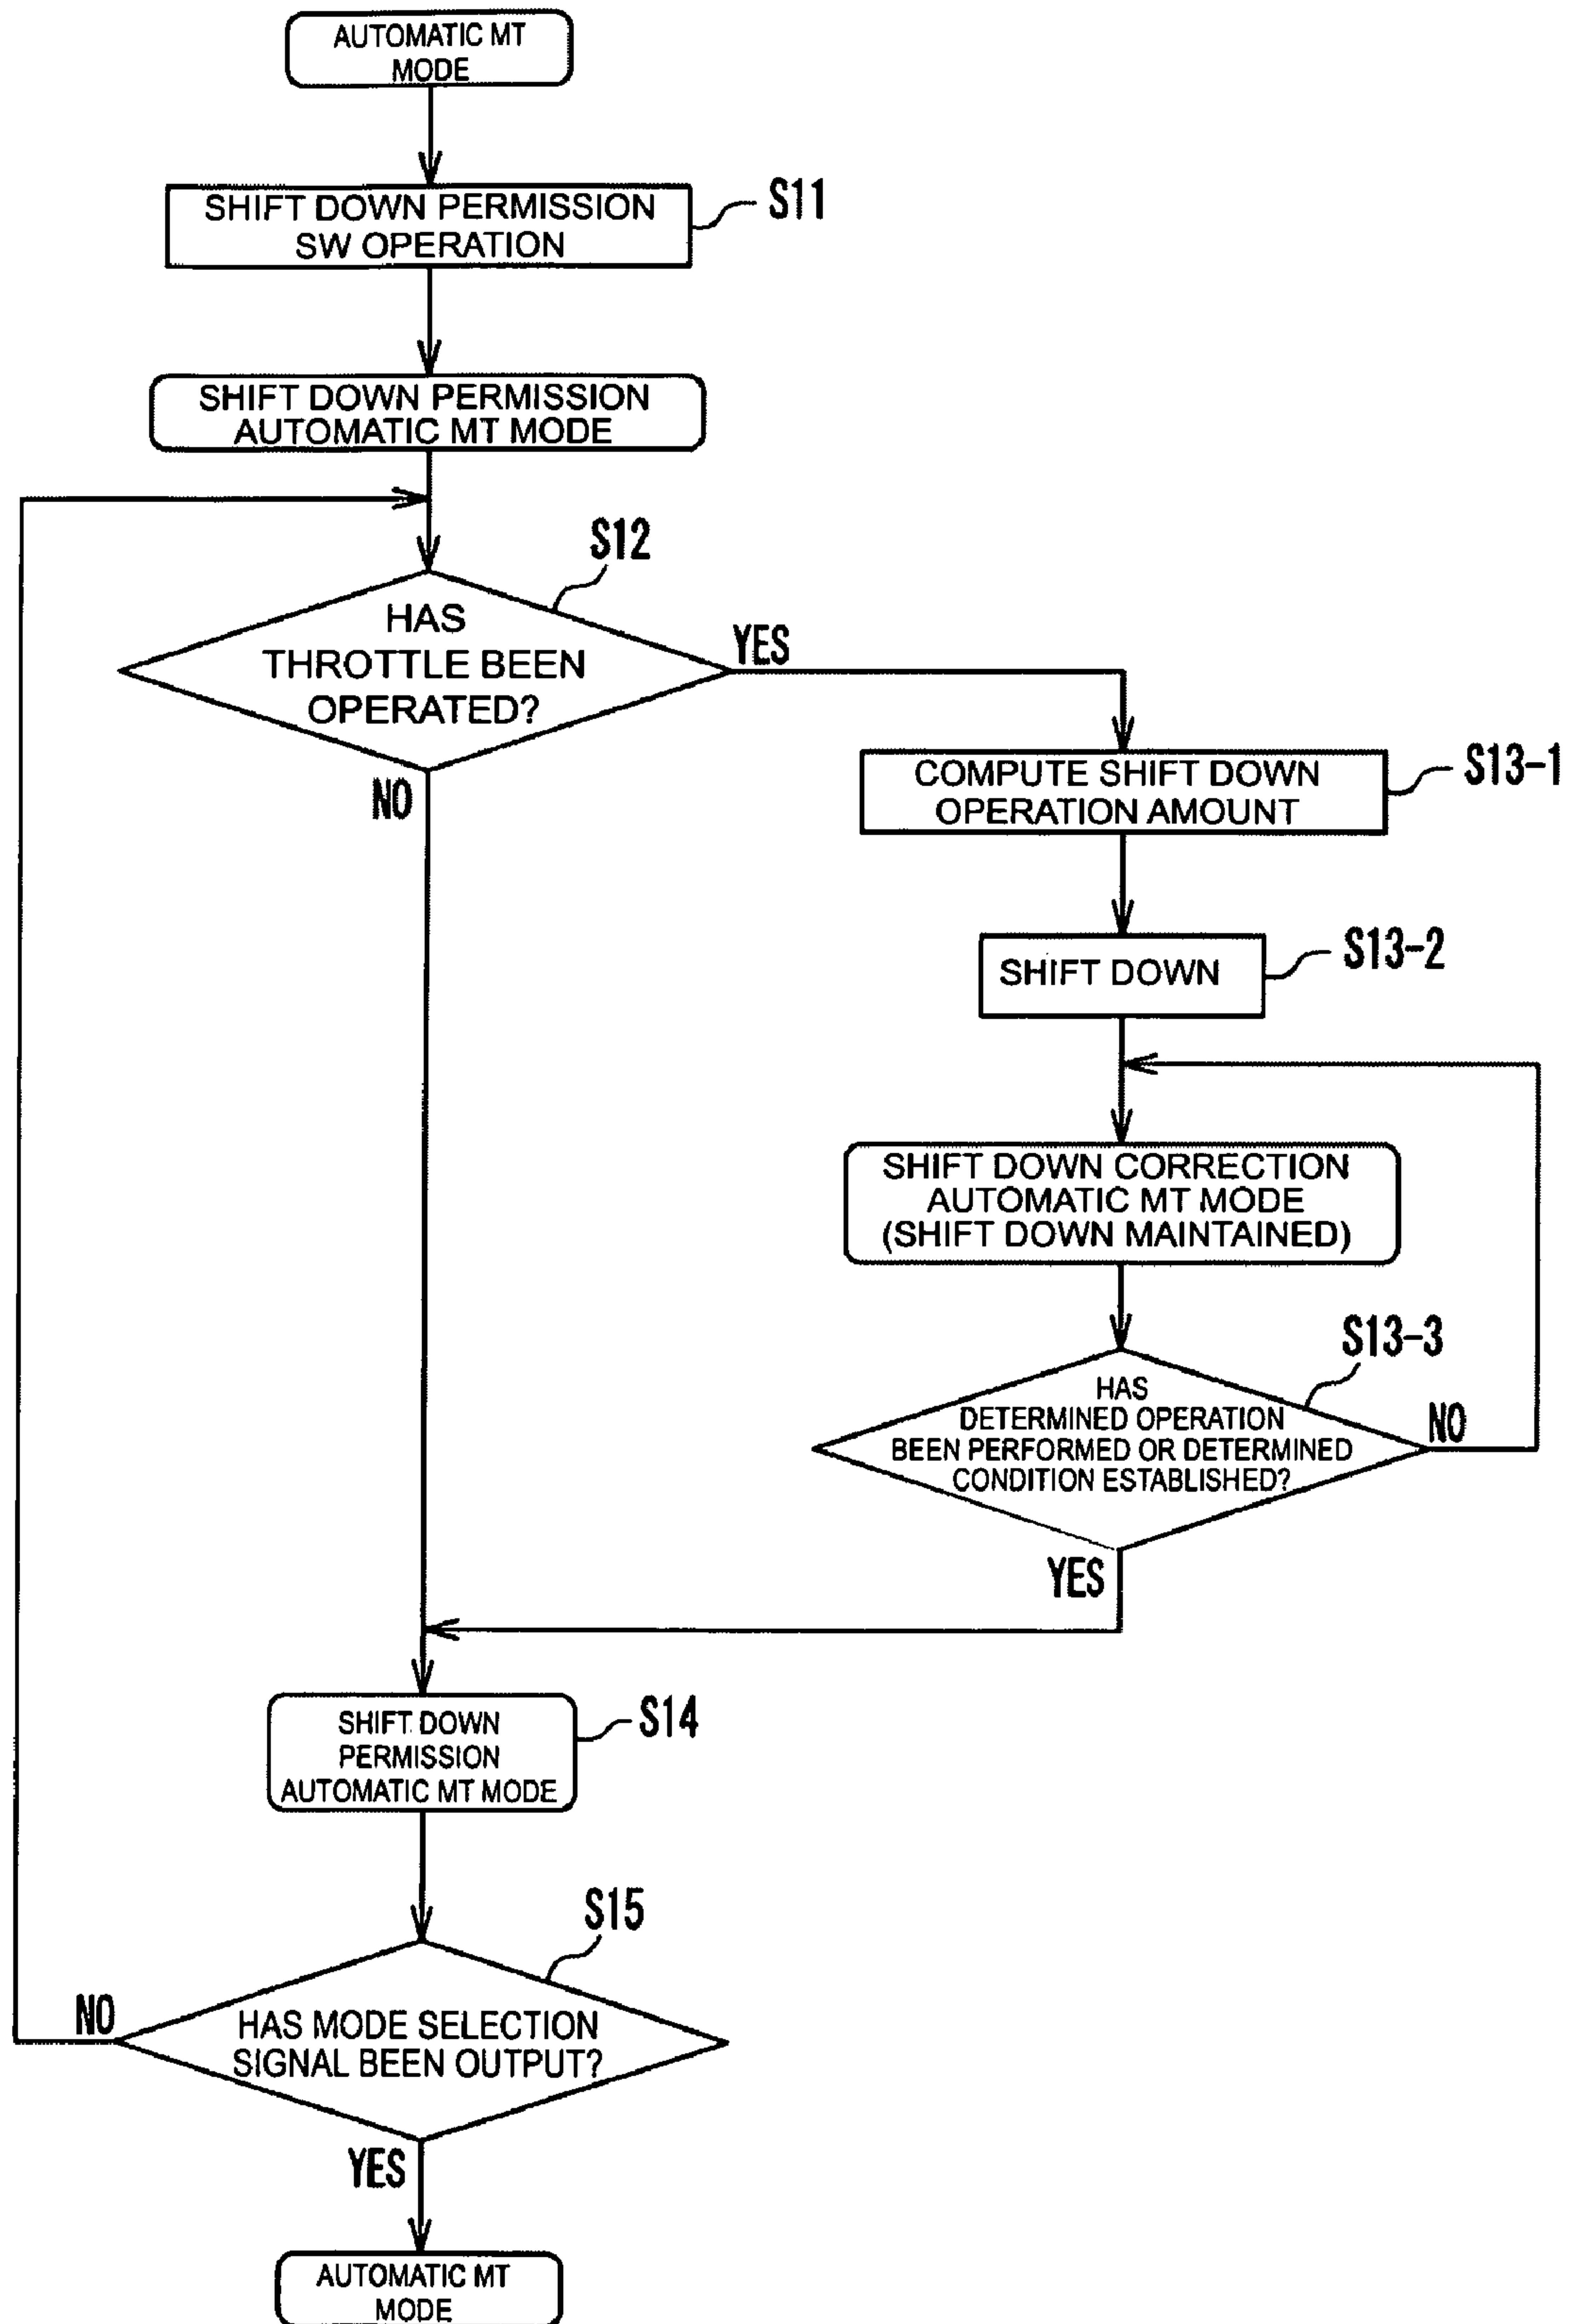 AUTOMATIC MT
MODE
SHIFT DOWN PERMISSION
SW OPERATION
S11
SHIFT DOWN PERMISSION
AUTOMATIC MT MODE
S12
HAS
THROTTLE BEEN
OPERATED?
YES
NO
COMPUTE SHIFT DOWN
OPERATION AMOUNT
S13-1
SHIFT DOWN
S13-2
SHIFT DOWN CORRECTION
AUTOMATIC MT MODE
(SHIFT DOWN MAINTAINED)
S13-3
HAS
DETERMINED OPERATION
BEEN PERFORMED OR DETERMINED
CONDITION ESTABLISHED?
NO
YES
SHIFT DOWN
PERMISSION
AUTOMATIC MT MODE
S14
S15
HAS MODE SELECTION
SIGNAL BEEN OUTPUT?
NO
YES
AUTOMATIC MT
MODE